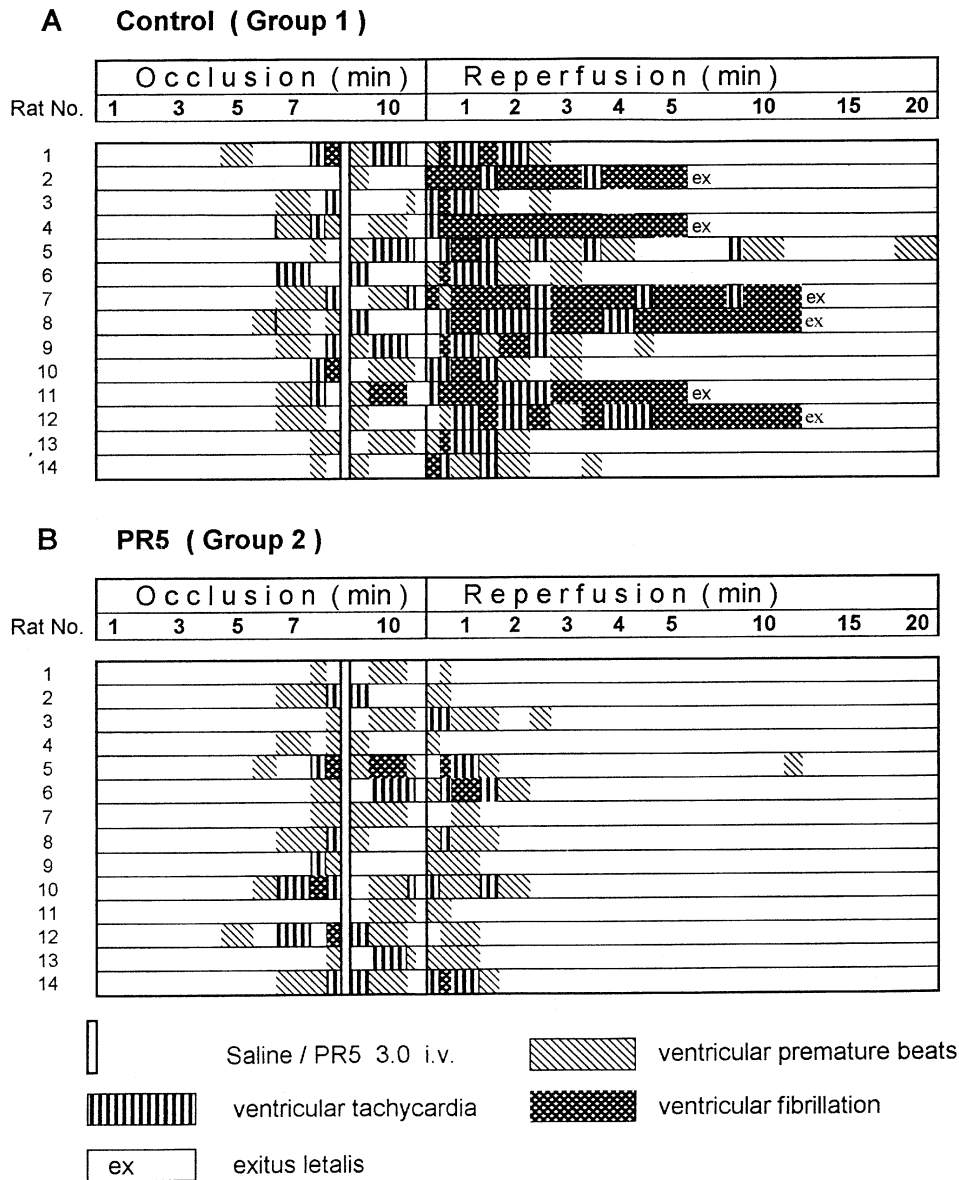 A Control ( Group 1 )
Occlusion (min) Reperfusion (min)
Rat No. 1 3 5 7 10 1 2 3 4 5 10 15 20
1
2 ex
3
4 ex
5
6
7 ex
8 ex
9
10
11 ex
12 ex
13
14
B PR5 ( Group 2 )
Occlusion (min) Reperfusion (min)
Rat No. 1 3 5 7 10 1 2 3 4 5 10 15 20
1
2
3
4
5
6
7
8
9
10
11
12
13
14
Saline / PR5 3.0 i.v. ventricular premature beats
ventricular tachycardia ventricular fibrillation
ex exitus letalis